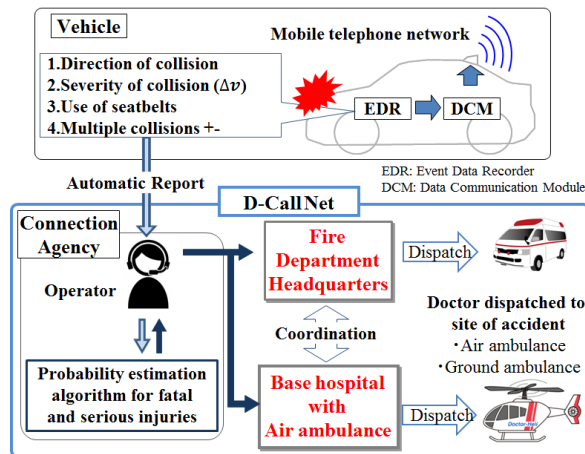 Vehicle
Mobile telephone network
1.Direction of collision
2.Severity of collision (Δv)
3.Use of seatbelts
4.Multiple collisions +-
EDR
DCM
EDR: Event Data Recorder
DCM: Data Communication Module
Automatic Report
D-Call Net
Connection
Agency
Operator
Fire
Department
Headquarters
Dispatch
Coordination
Doctor dispatched to
site of accident
・Air ambulance
・Ground ambulance
Probability estimation
algorithm for fatal
and serious injuries
Base hospital
with
Air ambulance
Dispatch
Doctor-Heli